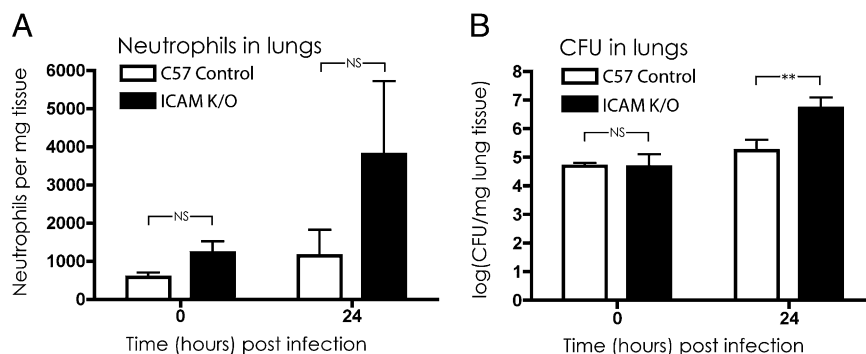 A
Neutrophils in lungs
C57 Control
ICAM K/O
NS
NS
6000
5000
4000
3000
2000
1000
0
Neutrophils per mg tissue
0
24
Time (hours) post infection
B
CFU in lungs
C57 Control
ICAM K/O
NS
**
8
7
6
5
4
3
2
1
0
log(CFU/mg lung tissue)
0
24
Time (hours) post infection